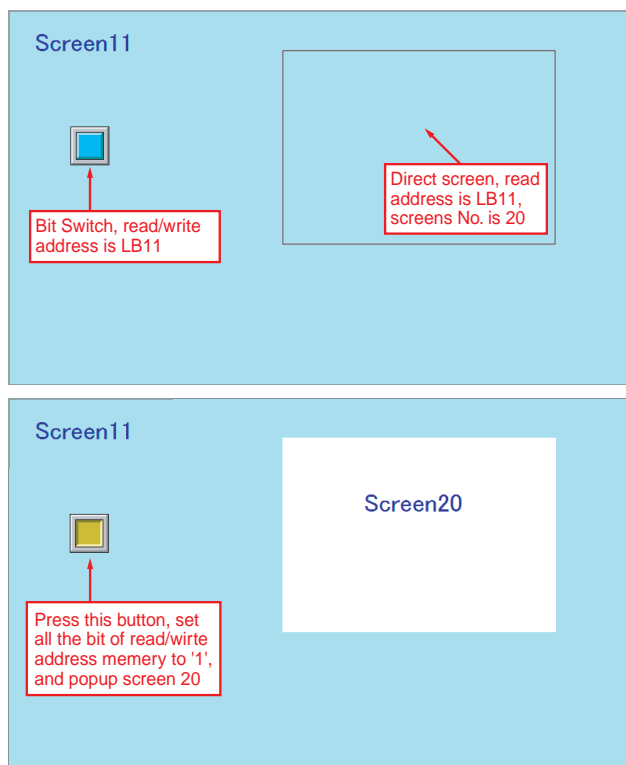 Screen11
Direct screen, read
address is LB11,
screens No. is 20
Bit Switch, read/write
address is LB11
Screen11
Screen20
Press this button, set
all the bit of read/wirte
address memery to '1',
and popup screen 20